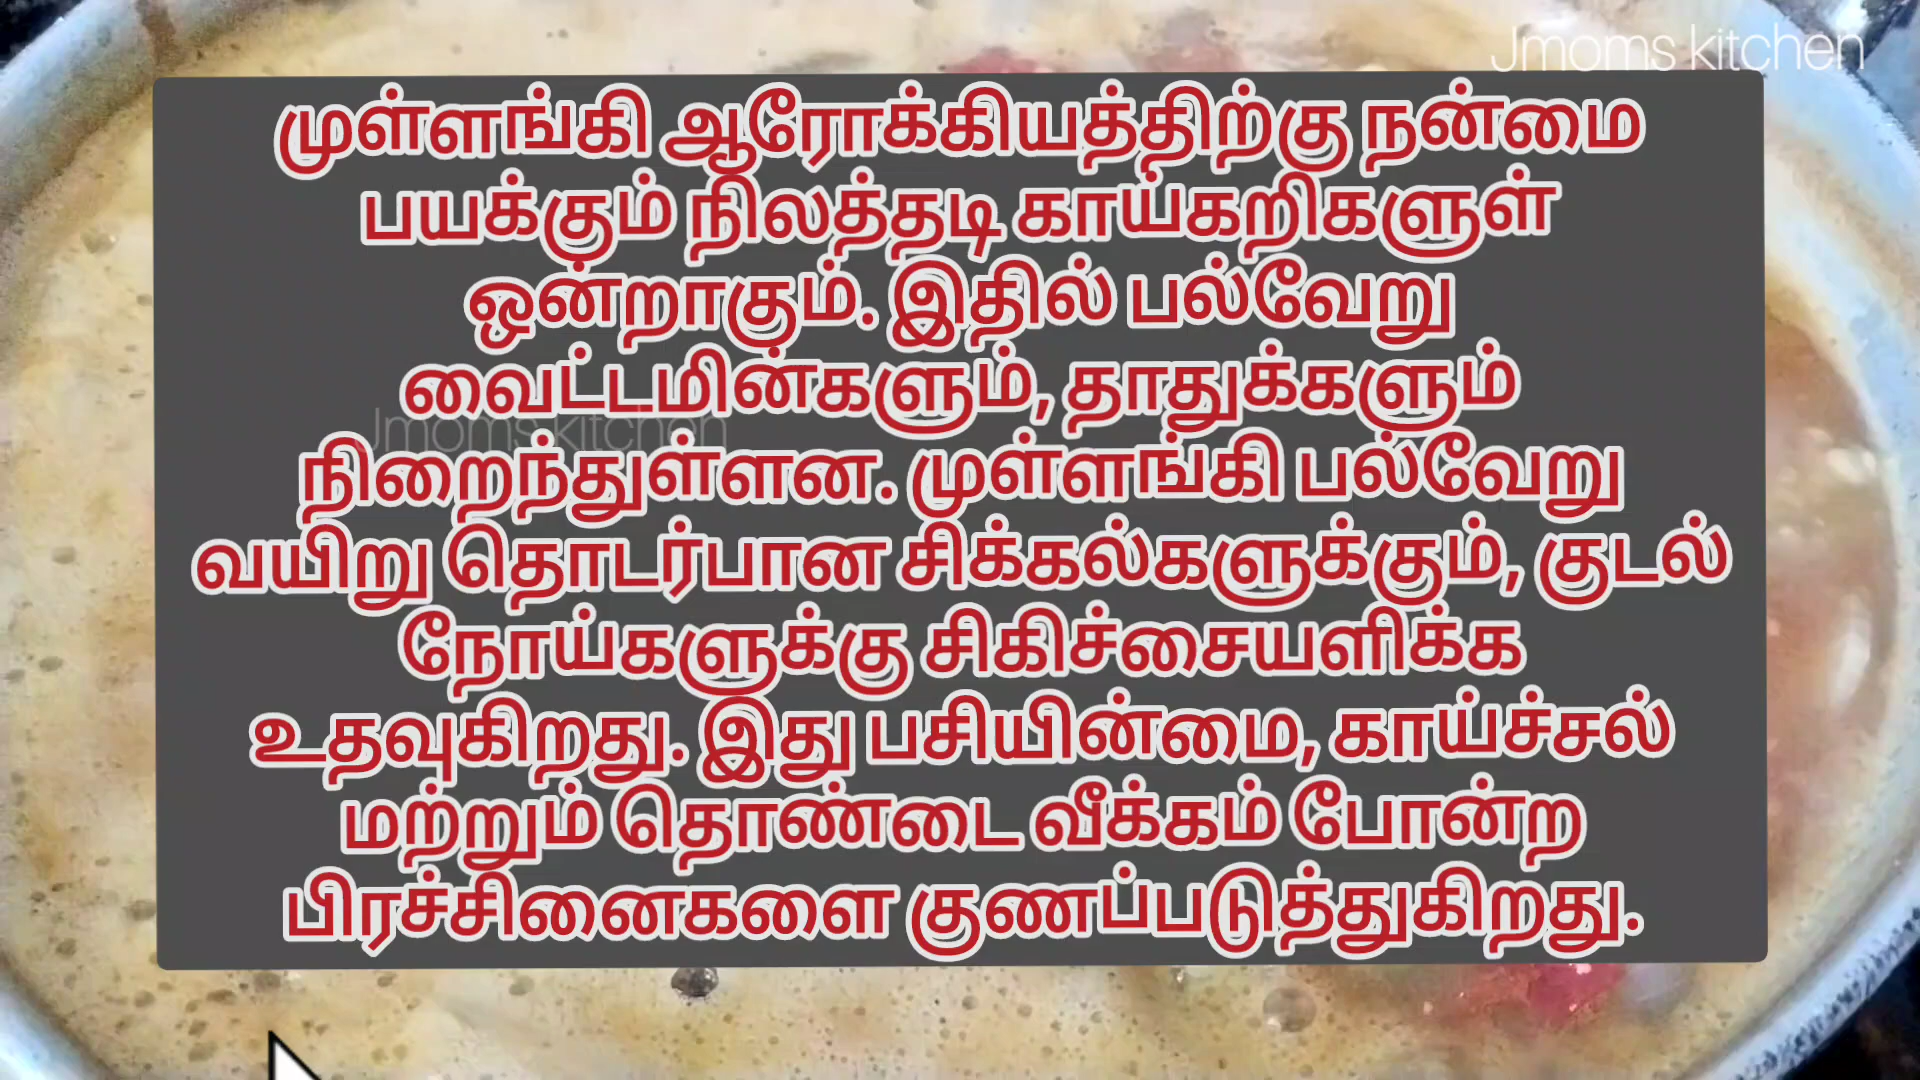 Jmoms kitchen
முள்ளங்கி ஆரோக்கியத்திற்கு நன்மை
பயக்கும் நிலத்தடி காய்கறிகளுள்
ஒன்றாகும். இதில் பல்வேறு
வைட்டமின்களும், தாதுக்களும்
Jmoms kitchen
நிறைந்துள்ளன. முள்ளங்கி பல்வேறு
வயிறு தொடர்பான சிக்கல்களுக்கும், குடல்
நோய்களுக்கு சிகிச்சையளிக்க
உதவுகிறது. இது பசியின்மை, காய்ச்சல்
மற்றும் தொண்டை வீக்கம் போன்ற
பிரச்சினைகளை குணப்படுத்துகிறது.